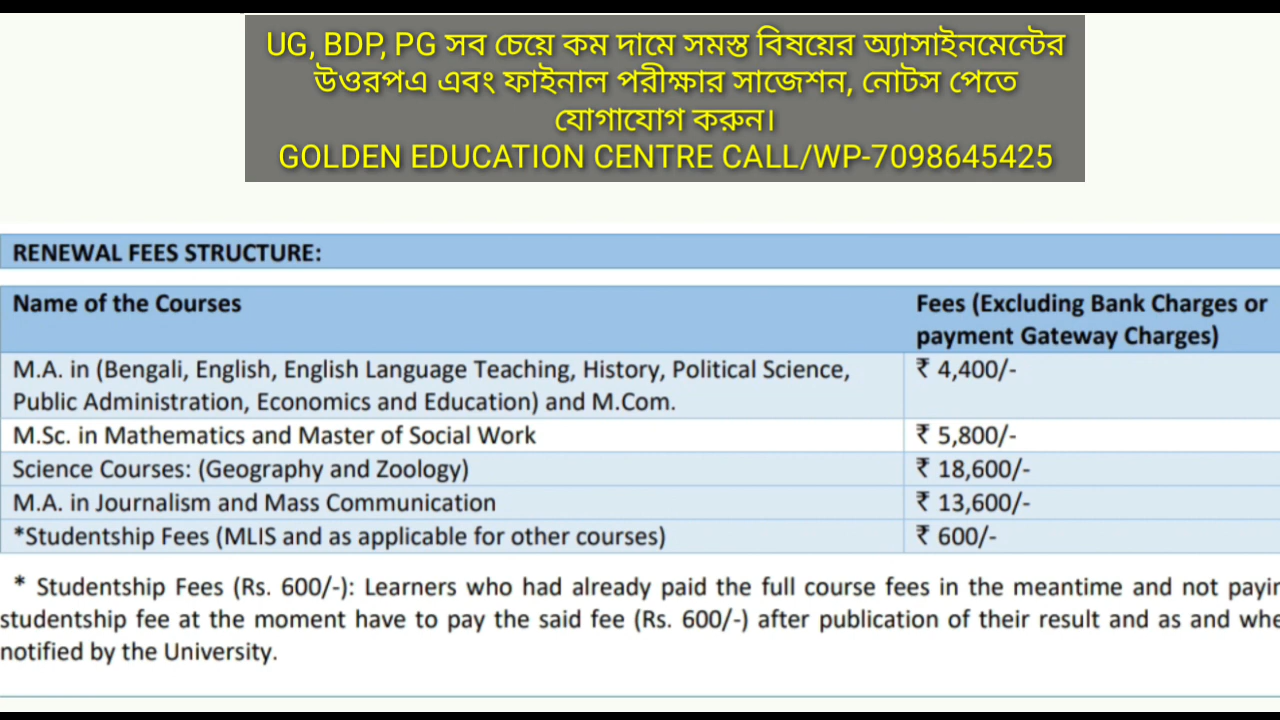 UG, BDP, PG সব চেয়ে কম দামে সমস্ত বিষয়ের অ্যাসাইনমেন্টের
উওরপএ এবং ফাইনাল পরীক্ষার সাজেশন, নোটস পেতে
যোগাযোগ করুন।
GOLDEN EDUCATION CENTRE CALL/WP-7098645425
RENEWAL FEES STRUCTURE:
Name of the Courses
Fees (Excluding Bank Charges or
payment Gateway Charges)
M.A. in (Bengali, English, English Language Teaching, History, Political Science,
Public Administration, Economics and Education) and M.Com.
₹ 4,400/-
M.Sc. in Mathematics and Master of Social Work
₹ 5,800/-
Science Courses: (Geography and Zoology)
₹ 18,600/-
M.A. in Journalism and Mass Communication
₹ 13,600/-
*Studentship Fees (MLIS and as applicable for other courses)
₹ 600/-
* Studentship Fees (Rs. 600/-): Learners who had already paid the full course fees in the meantime and not payin
studentship fee at the moment have to pay the said fee (Rs. 600/-) after publication of their result and as and whe
notified by the University.